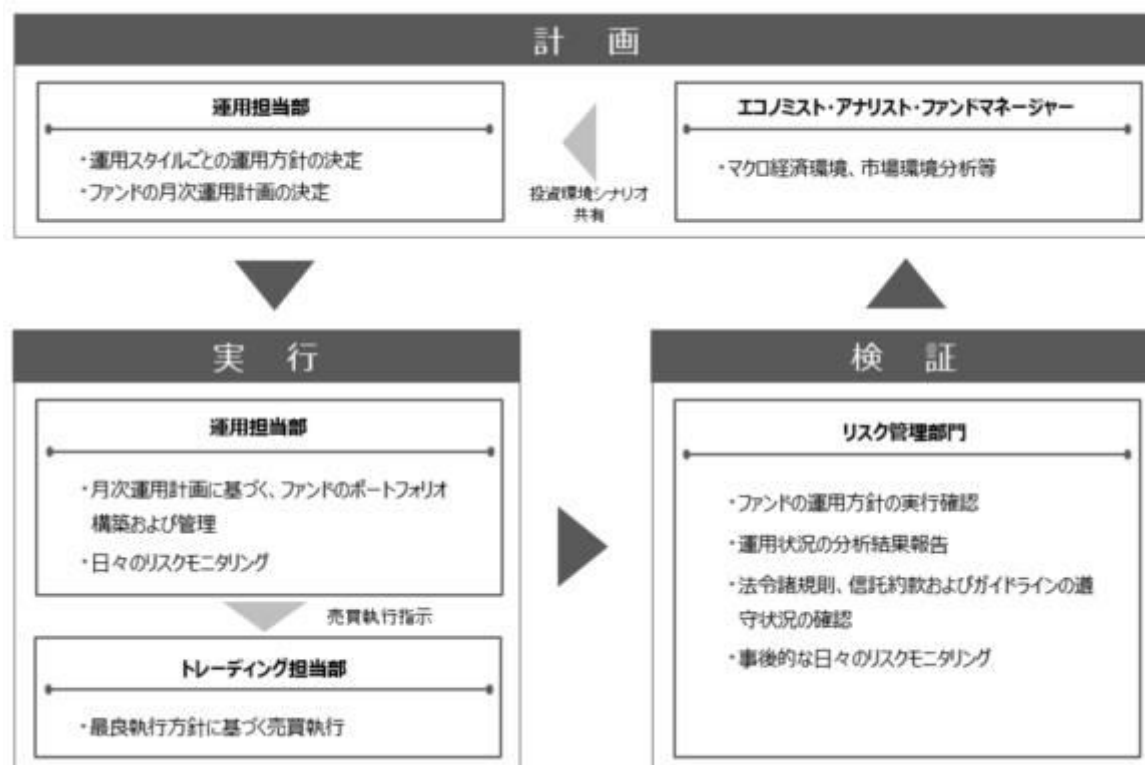 計 画
運用担当部
・運用スタイルごとの運用方針の決定
・ファンドの月次運用計画の決定
投資環境シナリオ
共有
エコノミスト・アナリスト・ファンドマネージャー
・マクロ経済環境、市場環境分析等
実 行
運用担当部
・月次運用計画に基づく、ファンドのポートフォリオ
構築および管理
・日々のリスクモニタリング
売買執行指示
トレーディング担当部
・最良執行方針に基づく売買執行
検 証
リスク管理部門
・ファンドの運用方針の実行確認
・運用状況の分析結果報告
・法令諸規則、信託約款およびガイドラインの遵
守状況の確認
・事後的な日々のリスクモニタリング